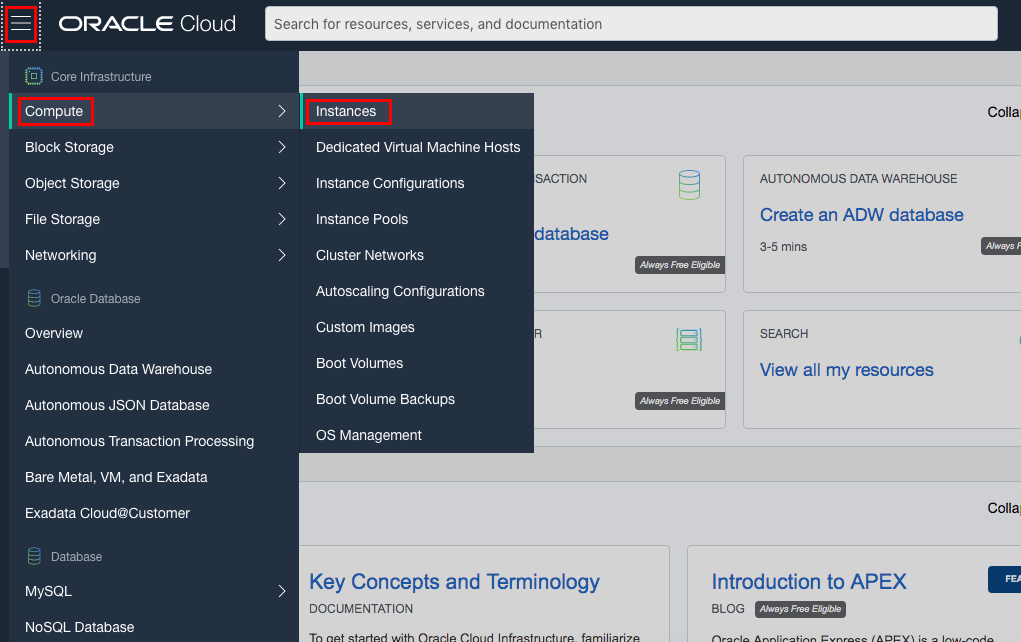 ORACLE Cloud
Search for resources, services, and documentation
Core Infrastructure
Compute
Block Storage
Object Storage
File Storage
Networking
Oracle Database
Overview
Autonomous Data Warehouse
Autonomous JSON Database
Autonomous Transaction Processing
Bare Metal, VM, and Exadata
Exadata Cloud@Customer
Database
MySQL
NoSQL Database
Instances
Dedicated Virtual Machine Hosts
Instance Configurations
Instance Pools
Cluster Networks
Autoscaling Configurations
Custom Images
Boot Volumes
Boot Volume Backups
OS Management
Colla
SACTION
database
Always Free Eligible
AUTONOMOUS DATA WAREHOUSE
Create an ADW database
3-5 mins
Always F
R
Always Free Eligible
SEARCH
View all my resources
Colla
Key Concepts and Terminology
DOCUMENTATION
To get started with Oracle Cloud Infrastructure, familiarize
Introduction to APEX
FEA
BLOG Always Free Eligible
Oracle Application Express (APEX) is a low-code